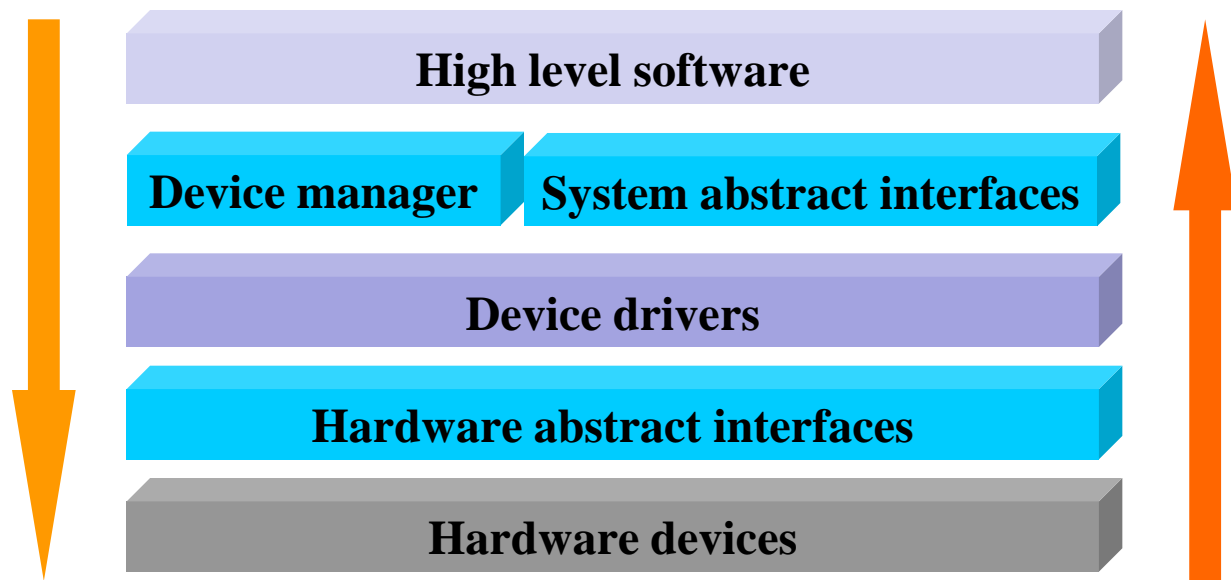 High level software
Device manager
System abstract interfaces
Device drivers
Hardware abstract interfaces
Hardware devices